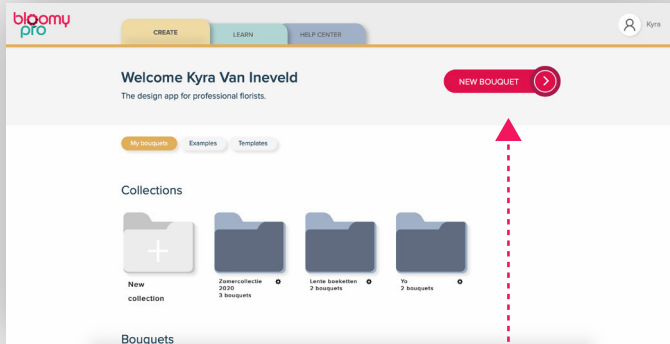 bloomy
pro
CREATE
LEARN
HELP CENTER
Kyra
Welcome Kyra Van Ineveld
The design app for professional florists.
NEW BOUQUET
My bouquets
Examples
Templates
Collections
New
collection
Zomercollectie
2020
3 bouquets
Lente boeketten
2 bouquets
Yo
2 bouquets
Bouquets